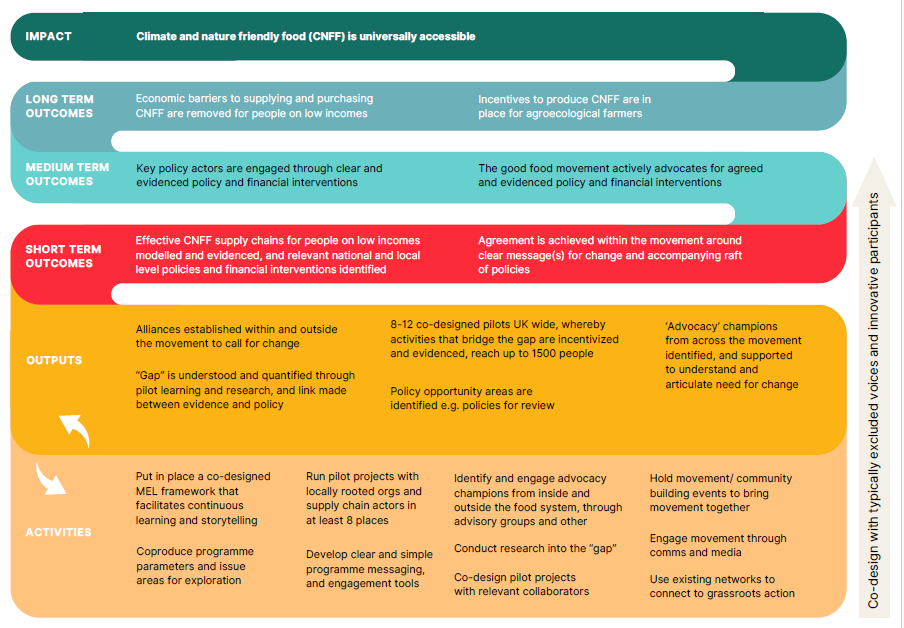 IMPACT
Climate and nature friendly food (CNFF) is universally accessible
LONG TERM
OUTCOMES
Economic barriers to supplying and purchasing
CNFF are removed for people on low incomes
Incentives to produce CNFF are in
place for agroecological farmers
MEDIUM TERM
OUTCOMES
Key policy actors are engaged through clear and
evidenced policy and financial interventions
The good food movement actively advocates for agreed
and evidenced policy and financial interventions
SHORT TERM
OUTCOMES
Effective CNFF supply chains for people on low incomes
modelled and evidenced, and relevant national and local
level policies and financial interventions identified
Agreement is achieved within the movement around
clear message(s) for change and accompanying raft
of policies
OUTPUTS
Alliances established within and outside
the movement to call for change
“Gap” is understood and quantified through
pilot learning and research, and link made
between evidence and policy
8-12 co-designed pilots UK wide, whereby
activities that bridge the gap are incentivized
and evidenced, reach up to 1500 people
Policy opportunity areas are
identified e.g. policies for review
‘Advocacy’ champions
from across the movement
identified, and supported
to understand and
articulate need for change
ACTIVITIES
Put in place a co-designed
MEL framework that
facilitates continuous
learning and storytelling
Coproduce programme
parameters and issue
areas for exploration
Run pilot projects with
locally rooted orgs and
supply chain actors in
at least 8 places
Develop clear and simple
programme messaging,
and engagement tools
Identify and engage advocacy
champions from inside and
outside the food system, through
advisory groups and other
Conduct research into the “gap”
Co-design pilot projects
with relevant collaborators
Hold movement/ community
building events to bring
movement together
Engage movement through
comms and media
Use existing networks to
connect to grassroots action
Co-design with typically excluded voices and innovative participants